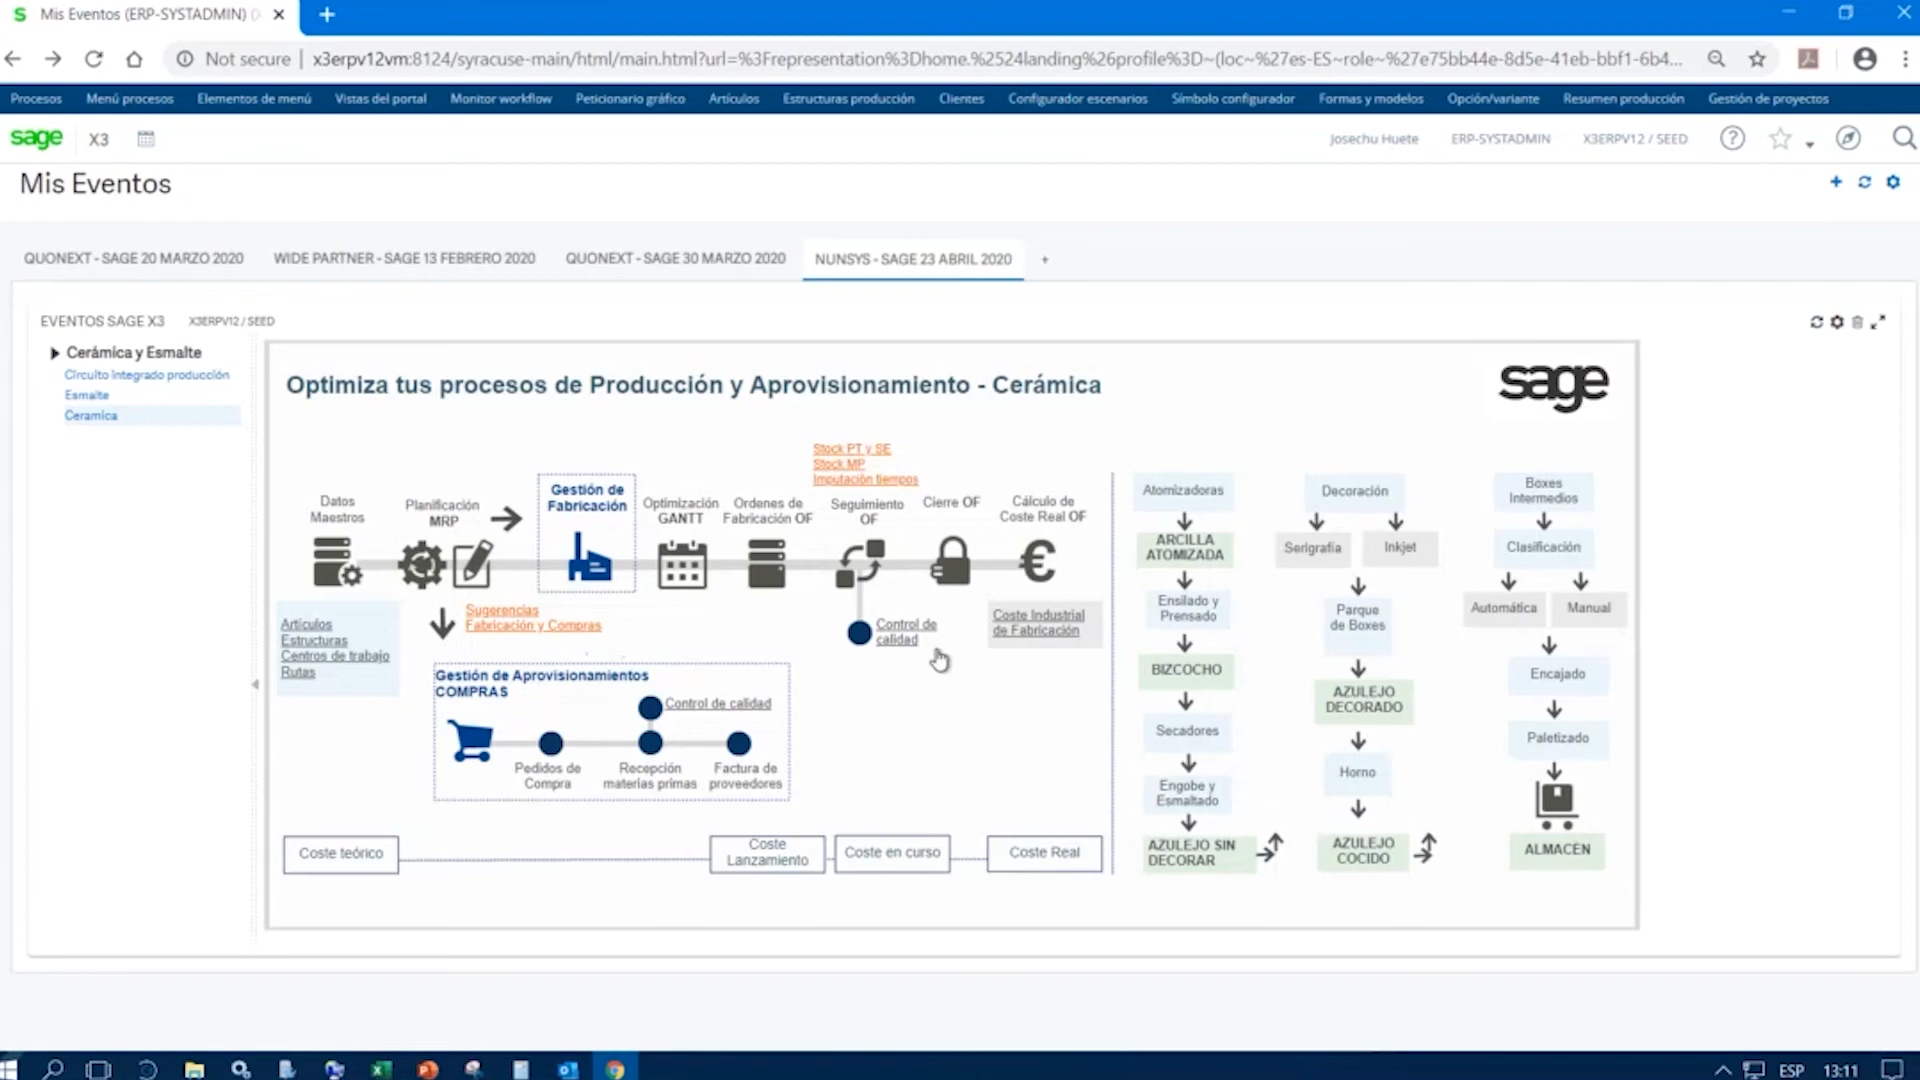 Mis Eventos (ERP-SYSTADMIN) (
Not secure | x3erpv12vm:8124/syracuse-main/html/main.html?url=%3Frepresentation%3Dhome.%2524landing%26profile%3D~(loc~%27es-ES~role~%27e75bb44e-8d5e-41eb-bbf1-6b4...
Procesos Menú procesos Elementos de menú Vistas del portal Monitor workflow Peticionario gráfico Artículos Estructuras producción Clientes Configurador escenarios Símbolo configurador Formas y modelos Opción/variante Resumen producción Gestión de proyectos
sage X3 Josechu Huete ERP-SYSTADMIN X3ERPV12 / SEED
Mis Eventos
QUONEXT - SAGE 20 MARZO 2020 WIDE PARTNER - SAGE 13 FEBRERO 2020 QUONEXT - SAGE 30 MARZO 2020 NUNSYS - SAGE 23 ABRIL 2020 +
EVENTOS SAGE X3 X3ERPV12 / SEED
Cerámica y Esmalte
Circuito Integrado producción
Esmalte
Ceramica
Optimiza tus procesos de Producción y Aprovisionamiento - Cerámica
sage
Stock PT y SE
Stock MP
Imputación tiempos
Datos
Maestros
Planificación
MRP
Gestión de
Fabricación
Optimización
GANTT
Ordenes de
Fabricación OF
Seguimiento
OF
Cierre OF
Cálculo de
Coste Real OF
€
Artículos
Estructuras
Centros de trabajo
Rutas
Sugerencias
Fabricación y Compras
Control de
calidad
Coste Industrial
de Fabricación
Gestión de Aprovisionamientos
COMPRAS
Control de calidad
Pedidos de
Compra
Recepción
materias primas
Factura de
proveedores
Coste teórico
Coste
Lanzamiento
Coste en curso
Coste Real
Atomizadoras
ARCILLA
ATOMIZADA
Ensilado y
Prensado
BIZCOCHO
Secadores
Engobe y
Esmaltado
AZULEJO SIN
DECORAR
Decoración
Serigrafía
Inkjet
Parque
de Boxes
AZULEJO
DECORADO
Horno
AZULEJO
COCIDO
Boxes
Intermedios
Clasificación
Automática
Manual
Encajado
Paletizado
ALMACÉN
ESP 13:11